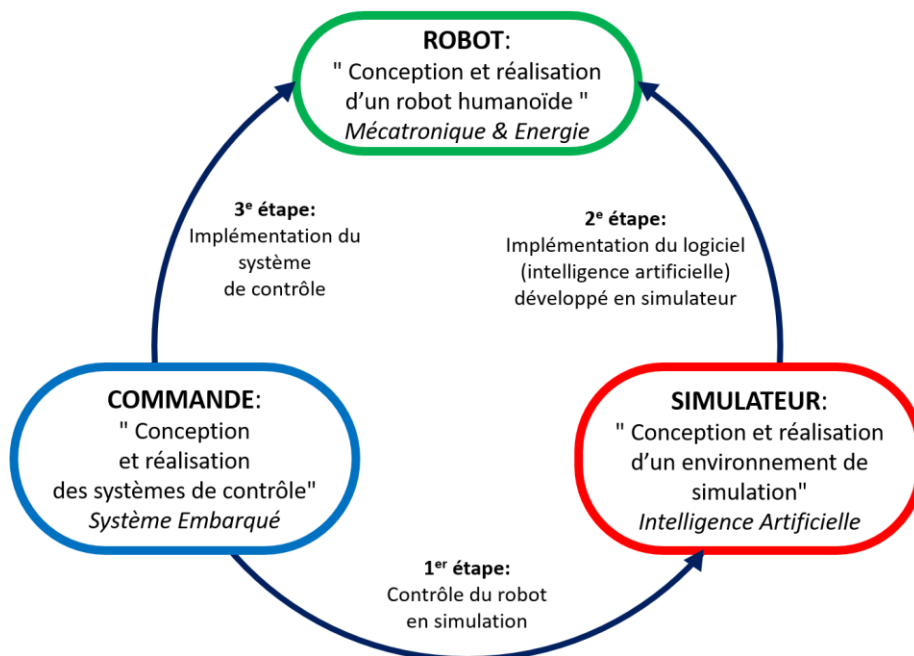 ROBOT:
" Conception et réalisation
d’un robot humanoïde "
Mécatronique & Energie
3e étape:
Implémentation du
système
de contrôle
2e étape:
Implémentation du logiciel
(intelligence artificielle)
développé en simulateur
COMMANDE:
" Conception
et réalisation
des systèmes de contrôle"
Système Embarqué
SIMULATEUR:
" Conception et réalisation
d’un environnement de
simulation"
Intelligence Artificielle
1er étape:
Contrôle du robot
en simulation